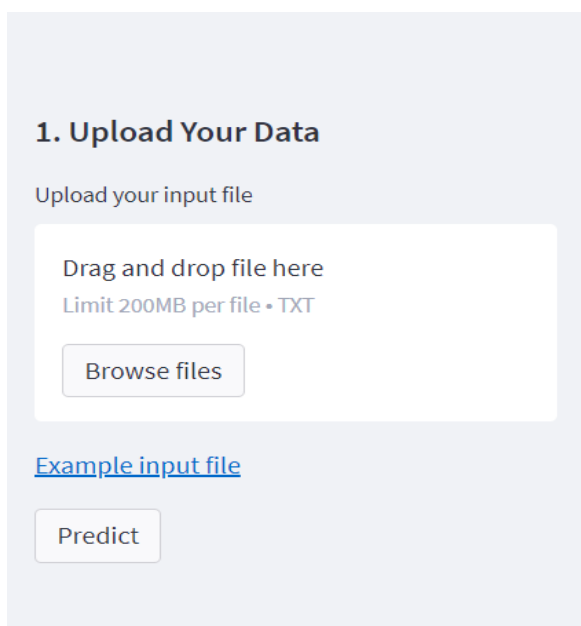 1. Upload Your Data
Upload your input file
Drag and drop file here
Limit 200MB per file • TXT
Browse files
Example input file
Predict